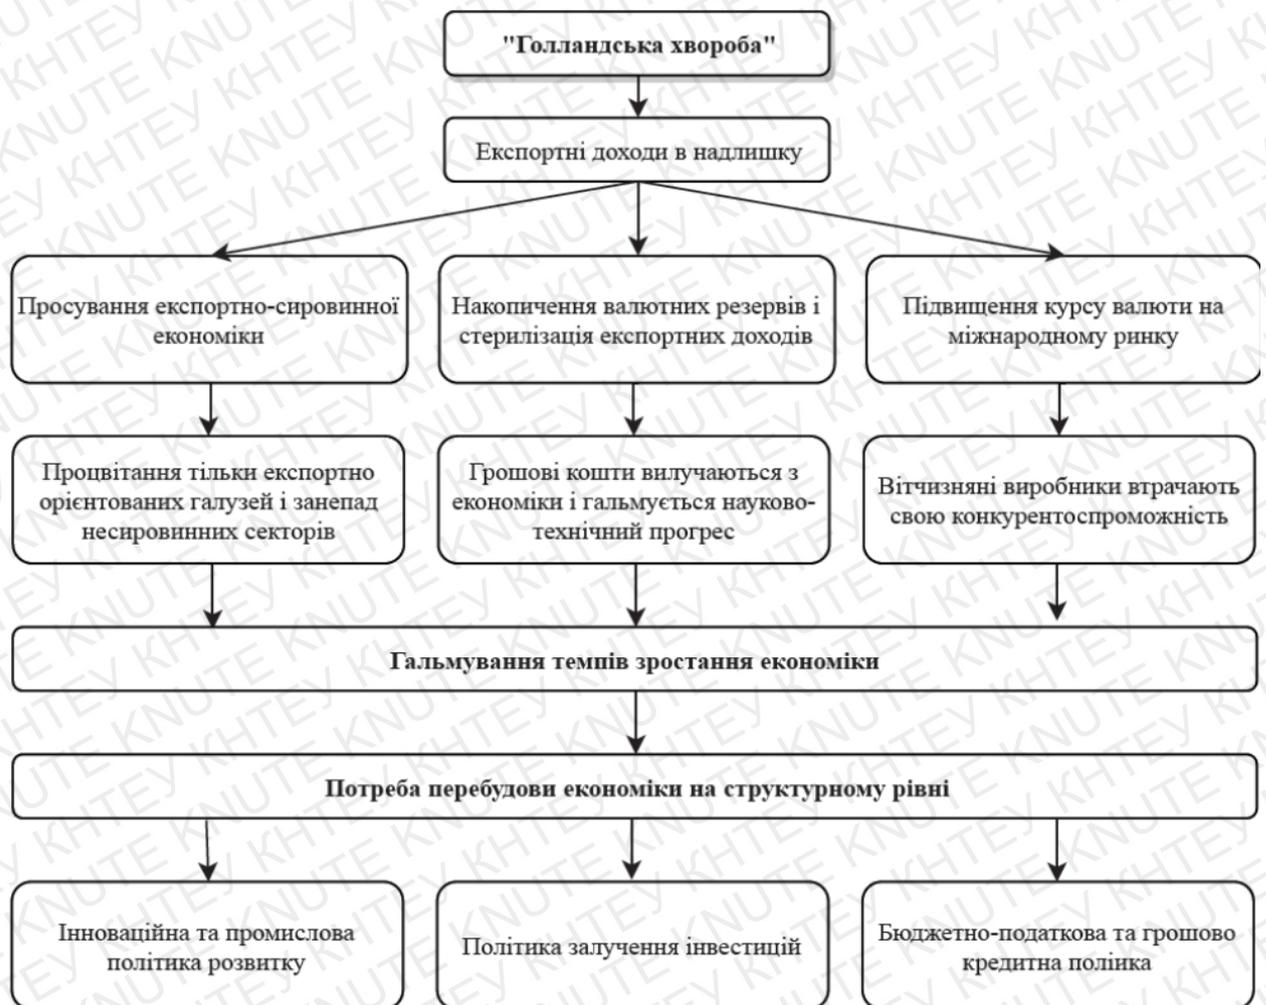 "Голландська хвороба"
Експортні доходи в надлишку
Просування експортно-сировинної
економіки
Накопичення валютних резервів і
стерилізація експортних доходів
Підвищення курсу валюти на
міжнародному ринку
Процвітання тільки експортно
орієнтованих галузей і занепад
несировинних секторів
Грошові кошти вилучаються з
економіки і гальмується науково-
технічний прогрес
Вітчизняні виробники втрачають
свою конкурентоспроможність
Гальмування темпів зростання економіки
Потреба перебудови економіки на структурному рівні
Інноваційна та промислова
політика розвитку
Політика залучення інвестицій
Бюджетно-податкова та грошово
кредитна поліика